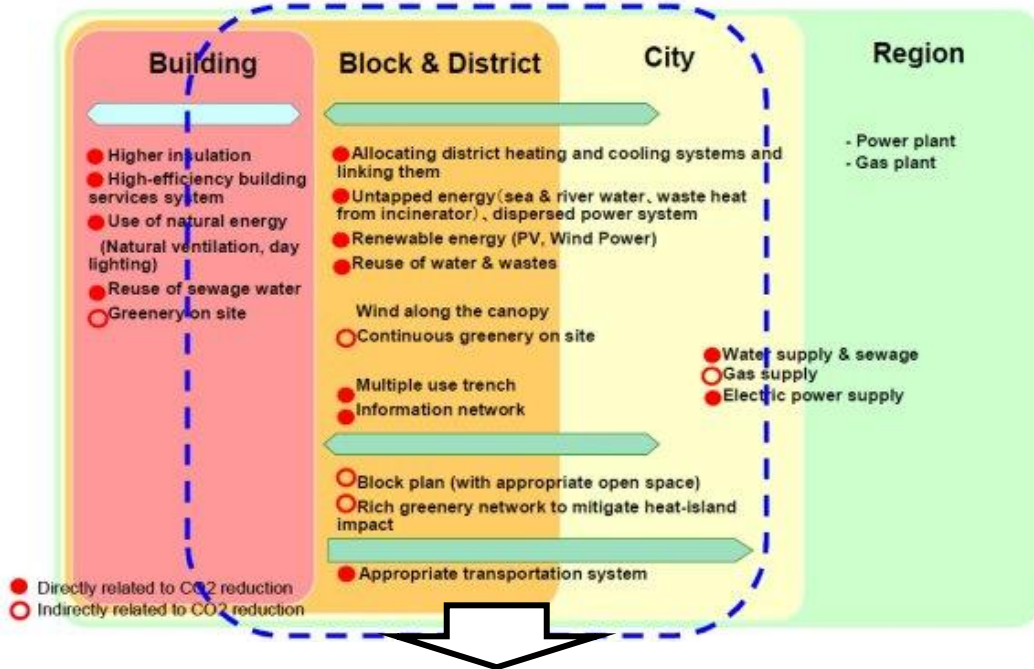 Building
Block & District
City
Region
Higher insulation
High-efficiency building
services system
Use of natural energy
(Natural ventilation, day
lighting)
Reuse of sewage water
Greenery on site
Allocating district heating and cooling systems and
linking them
Untapped energy（sea & river water、waste heat
from incinerator）、dispersed power system
Renewable energy (PV, Wind Power)
Reuse of water & wastes
Wind along the canopy
Continuous greenery on site
Multiple use trench
Information network
Block plan (with appropriate open space)
Rich greenery network to mitigate heat-island
impact
Appropriate transportation system
Water supply & sewage
Gas supply
Electric power supply
- Power plant
- Gas plant
Directly related to CO2 reduction
Indirectly related to CO2 reduction